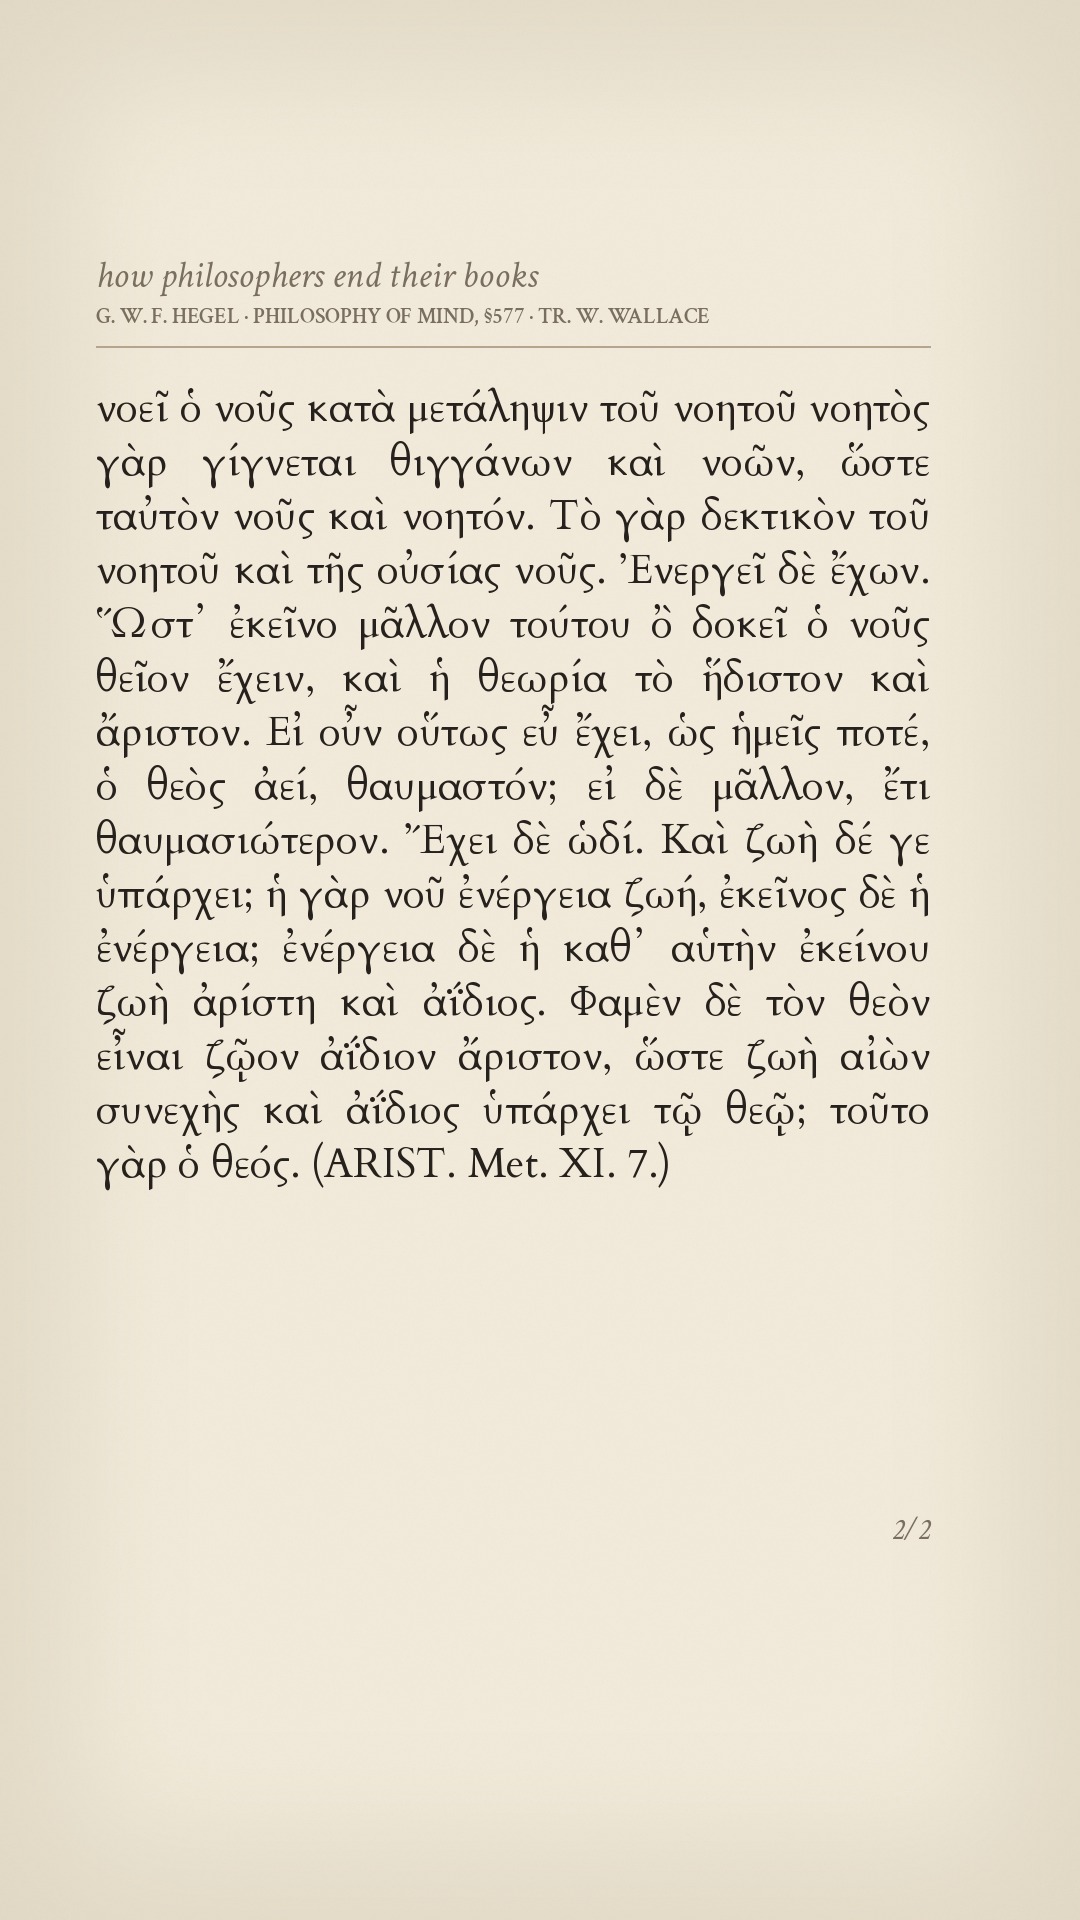 how philosophers end their books
G. W. F. HEGEL · PHILOSOPHY OF MIND, §577 · TR. W. WALLACE
νοεῖ ὁ νοῦς κατὰ μετάληψιν τοῦ νοητοῦ νοητὸς
γὰρ γίγνεται θιγγάνων καὶ νοῶν, ὥστε
ταὐτὸν νοῦς καὶ νοητόν. Τὸ γὰρ δεκτικὸν τοῦ
νοητοῦ καὶ τῆς οὐσίας νοῦς. Ἐνεργεῖ δὲ ἔχων.
Ὥστ’ ἐκεῖνο μᾶλλον τούτου ὃ δοκεῖ ὁ νοῦς
θεῖον ἔχειν, καὶ ἡ θεωρία τὸ ἥδιστον καὶ
ἄριστον. Εἰ οὖν οὕτως εὖ ἔχει, ὡς ἡμεῖς ποτέ,
ὁ θεὸς ἀεί, θαυμαστόν; εἰ δὲ μᾶλλον, ἔτι
θαυμασιώτερον. Ἔχει δὲ ὡδί. Καὶ ζωὴ δέ γε
ὑπάρχει; ἡ γὰρ νοῦ ἐνέργεια ζωή, ἐκεῖνος δὲ ἡ
ἐνέργεια; ἐνέργεια δὲ ἡ καθ’ αὑτὴν ἐκείνου
ζωὴ ἀρίστη καὶ ἀΐδιος. Φαμὲν δὲ τὸν θεὸν
εἶναι ζῷον ἀΐδιον ἄριστον, ὥστε ζωὴ αἰὼν
συνεχὴς καὶ ἀΐδιος ὑπάρχει τῷ θεῷ; τοῦτο
γὰρ ὁ θεός. (ARIST. Met. XI. 7.)
2/2